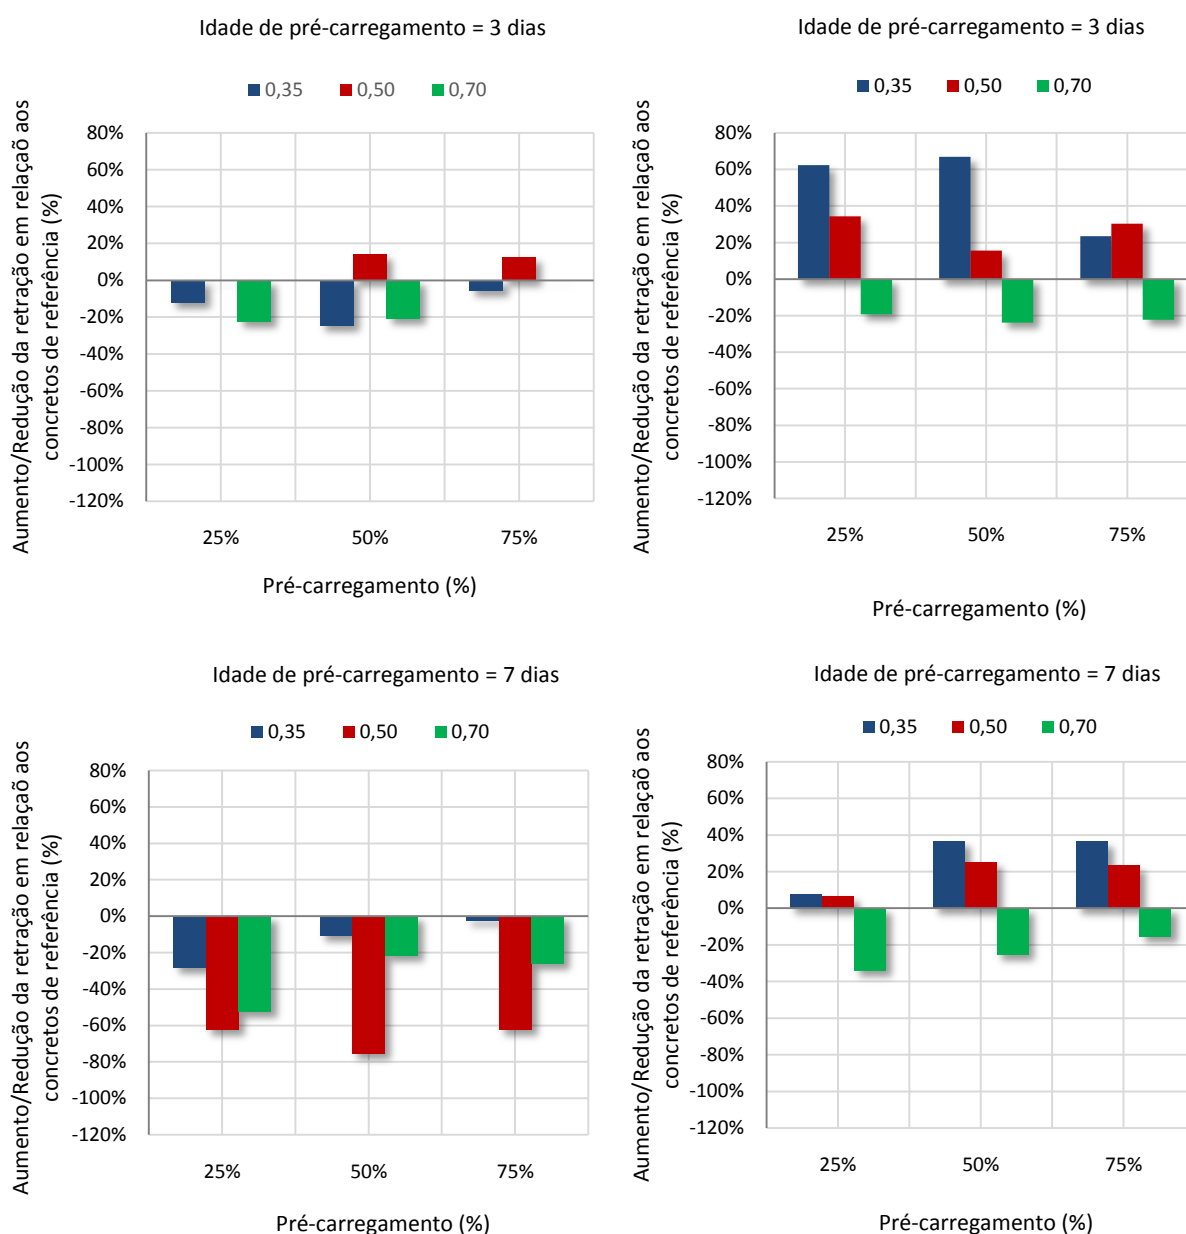 Idade de pré-carregamento = 3 dias
0,35 0,50 0,70
Aumento/Redução da retração em relaçaõ aos
concretos de referência (%)
80%
60%
40%
20%
0%
-20%
-40%
-60%
-80%
-100%
-120%
25% 50% 75%
Pré-carregamento (%)
Idade de pré-carregamento = 3 dias
0,35 0,50 0,70
Aumento/Redução da retração em relaçaõ aos
concretos de referência (%)
80%
60%
40%
20%
0%
-20%
-40%
-60%
-80%
-100%
-120%
25% 50% 75%
Pré-carregamento (%)
Idade de pré-carregamento = 7 dias
0,35 0,50 0,70
Aumento/Redução da retração em relaçaõ aos
concretos de referência (%)
80%
60%
40%
20%
0%
-20%
-40%
-60%
-80%
-100%
-120%
25% 50% 75%
Pré-carregamento (%)
Idade de pré-carregamento = 7 dias
0,35 0,50 0,70
Aumento/Redução da retração em relaçaõ aos
concretos de referência (%)
80%
60%
40%
20%
0%
-20%
-40%
-60%
-80%
-100%
-120%
25% 50% 75%
Pré-carregamento (%)